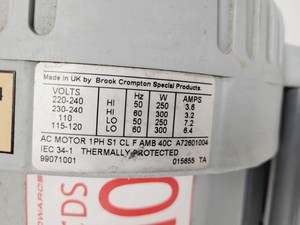 Made in UK by Brook Crompton Special Products.
VOLTS Hz W AMPS
220-240 HI 50 250 3.6
230-240 HI 60 300 3.2
110 LO 50 250 7.2
115-120 LO 60 300 6.4
AC MOTOR 1PH S1 CL F AMB 40C A72601004
IEC 34-1 THERMALLY PROTECTED
99071001 015655 TA